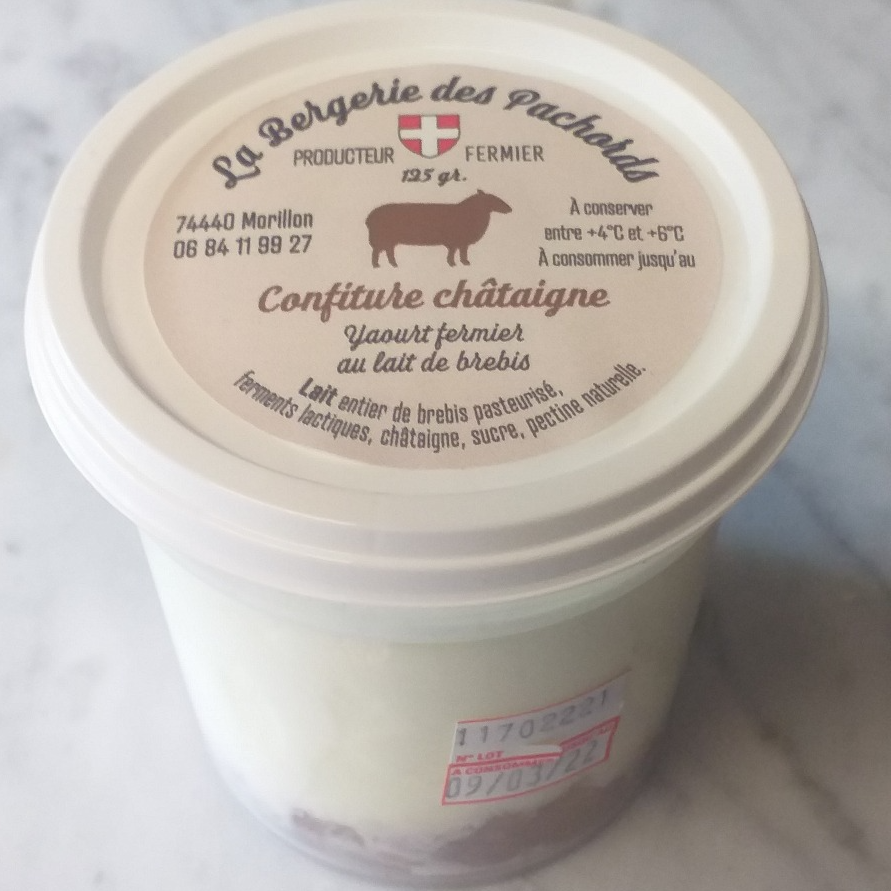 La Bergerie des Pachords
PRODUCTEUR FERMIER
125 gr.
74440 Morillon
06 84 11 99 27
À conserver
entre +4°C et +6°C
À consommer jusqu'au
Confiture châtaigne
Yaourt fermier
au lait de brebis
Lait entier de brebis pasteurisé,
ferments lactiques, châtaigne, sucre, pectine naturelle.
11702221
N° LOT
A CONSOMMER
09/03/22